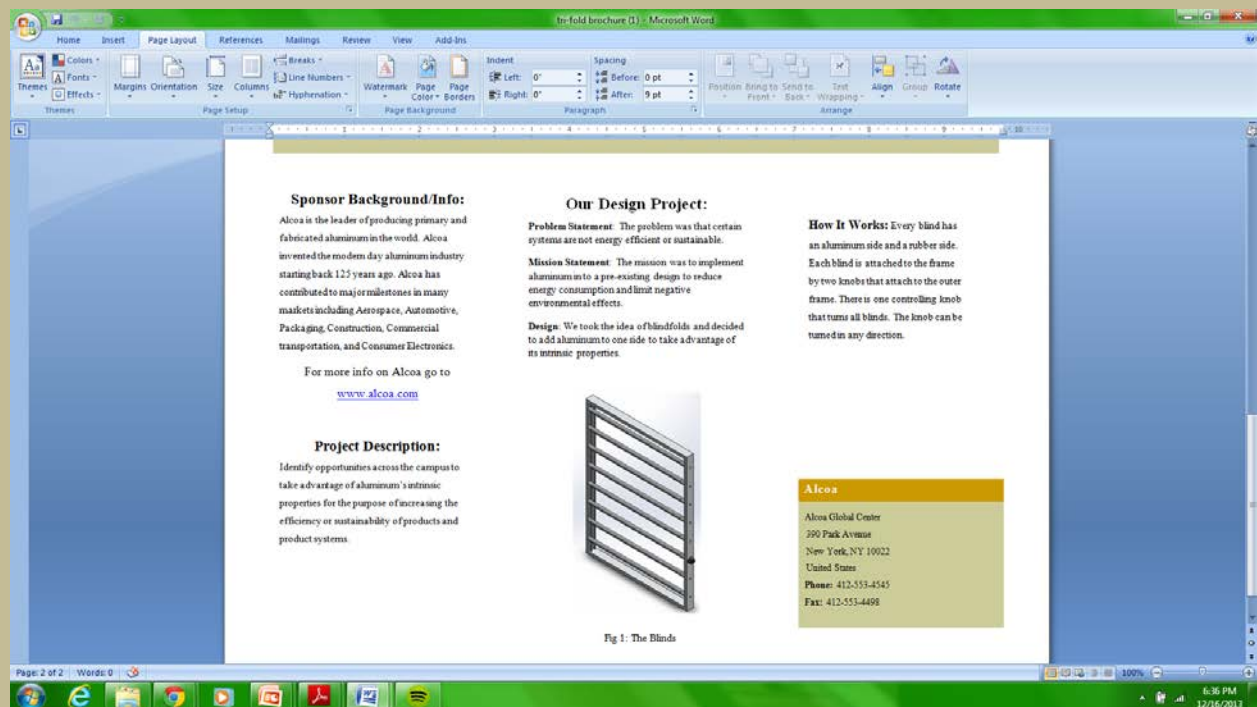 tri-fold brochure (1) - Microsoft Word
Home Insert Page Layout References Mailings Review View Add-Ins
Colors
Fonts
Effects
Themes
Themes
Margins Orientation Size Columns
Breaks
Line Numbers
Hyphenation
Page Setup
Watermark Page Color Page Borders
Page Background
Indent
Left: 0"
Right: 0"
Spacing
Before: 0 pt
After: 9 pt
Paragraph
Position Bring to Front Send to Back Text Wrapping Align Group Rotate
Arrange
Sponsor Background/Info:
Alcoa is the leader of producing primary and
fabricated aluminum in the world. Alcoa
invented the modern day aluminum industry
starting back 125 years ago. Alcoa has
contributed to major milestones in many
markets including Aerospace, Automotive,
Packaging, Construction, Commercial
transportation, and Consumer Electronics.
For more info on Alcoa go to
www.alcoa.com
Project Description:
Identify opportunities across the campus to
take advantage of aluminum's intrinsic
properties for the purpose of increasing the
efficiency or sustainability of products and
product systems.
Our Design Project:
Problem Statement: The problem was that certain
systems are not energy efficient or sustainable.
Mission Statement: The mission was to implement
aluminum into a pre-existing design to reduce
energy consumption and limit negative
environmental effects.
Design: We took the idea of blindfolds and decided
to add aluminum to one side to take advantage of
its intrinsic properties.
Fig 1: The Blinds
How It Works: Every blind has
an aluminum side and a rubber side.
Each blind is attached to the frame
by two knobs that attach to the outer
frame. There is one controlling knob
that turns all blinds. The knob can be
turned in any direction.
Alcoa
Alcoa Global Center
390 Park Avenue
New York, NY 10022
United States
Phone: 412-553-4545
Fax: 412-553-4498
Page: 2 of 2 Words: 0
100%
6:36 PM
12/16/2013